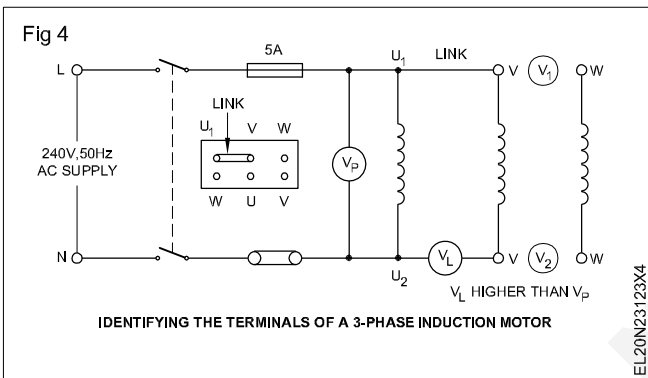 Fig 4
5A
U1
LINK
L
V
V1
W
LINK
U1 V W
240V,50Hz
AC SUPPLY
VP
W U V
N
U2
VL
V
V2
W
VL HIGHER THAN VP
IDENTIFYING THE TERMINALS OF A 3-PHASE INDUCTION MOTOR
EL20N23123X4